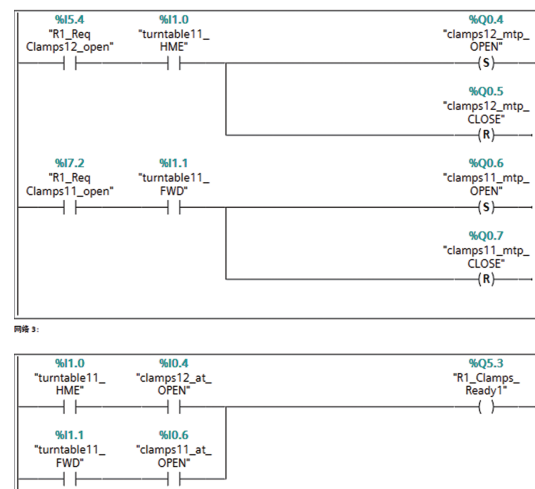 %I5.4 %I1.0 %Q0.4
"R1_Req "turntable11_ "clamps12_mtp_
Clamps12_open" HME" OPEN"
S
%Q0.5
"clamps12_mtp_
CLOSE"
R
%I7.2 %I1.1 %Q0.6
"R1_Req "turntable11_ "clamps11_mtp_
Clamps11_open" FWD" OPEN"
S
%Q0.7
"clamps11_mtp_
CLOSE"
R
网络 3:
%I1.0 %I0.4 %Q5.3
"turntable11_ "clamps12_at_ "R1_Clamps_
HME" OPEN" Ready1"
%I1.1 %I0.6
"turntable11_ "clamps11_at_
FWD" OPEN"